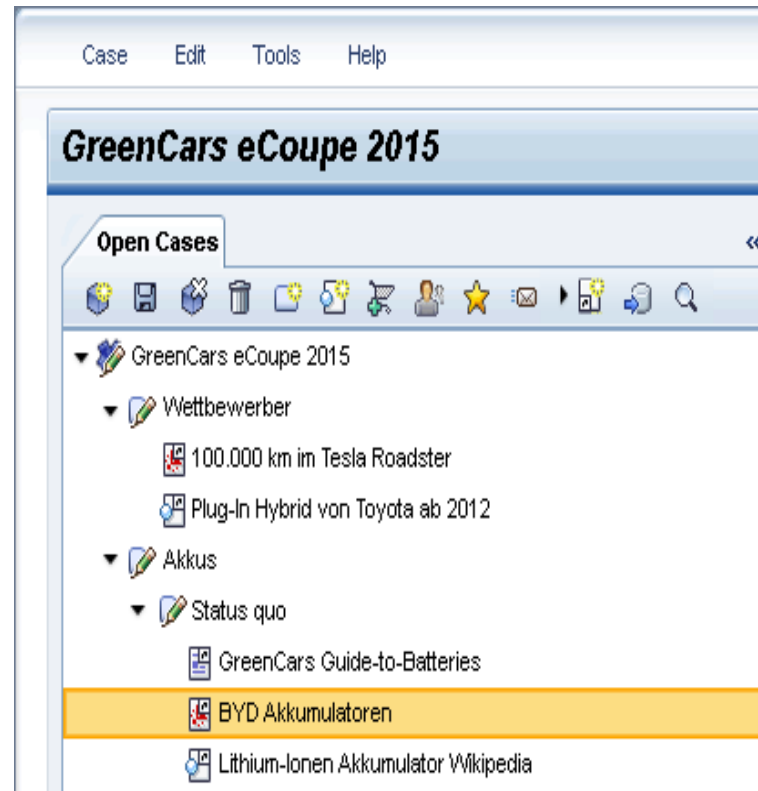 Case Edit Tools Help
GreenCars eCoupe 2015
Open Cases
GreenCars eCoupe 2015
Wettbewerber
100.000 km im Tesla Roadster
Plug-In Hybrid von Toyota ab 2012
Akkus
Status quo
GreenCars Guide-to-Batteries
BYD Akkumulatoren
Lithium-Ionen Akkumulator Wikipedia